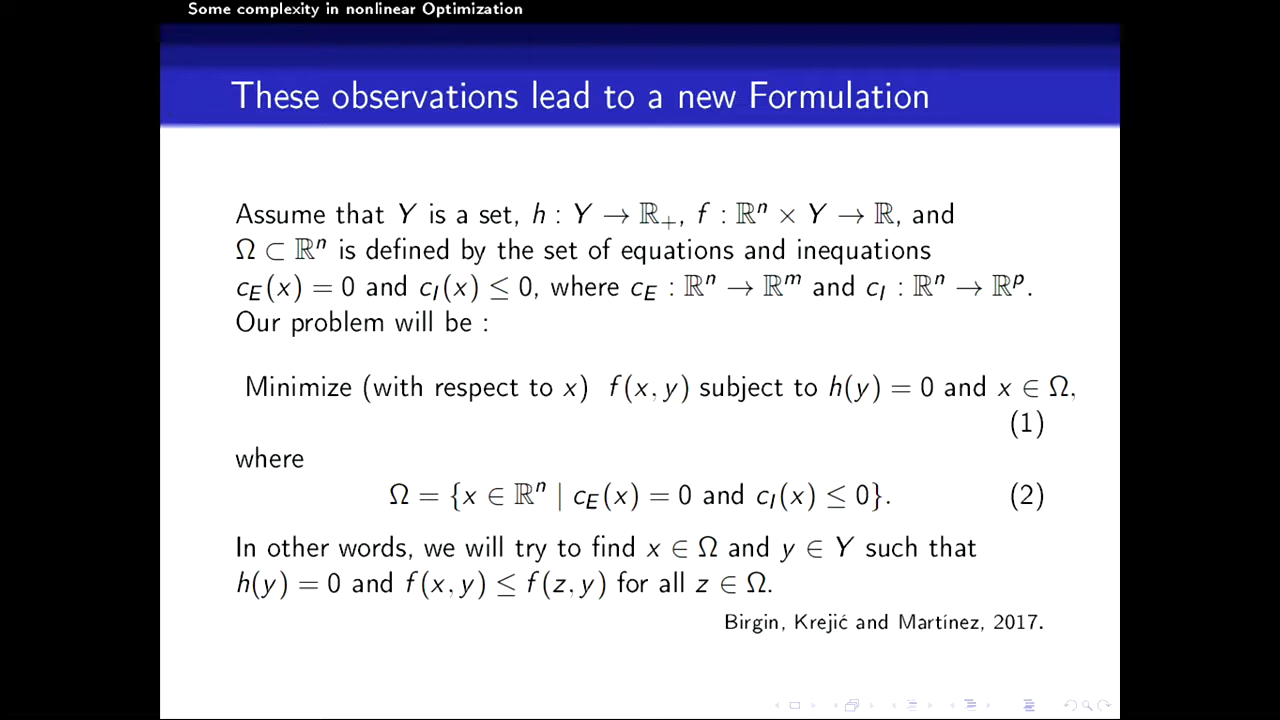 Some complexity in nonlinear Optimization
These observations lead to a new Formulation
Assume that Y is a set, h : Y → ℝ₊, f : ℝⁿ × Y → ℝ, and
Ω ⊂ ℝⁿ is defined by the set of equations and inequations
c_E(x) = 0 and c_I(x) ≤ 0, where c_E : ℝⁿ → ℝᵐ and c_I : ℝⁿ → ℝᵖ.
Our problem will be :
Minimize (with respect to x) f(x, y) subject to h(y) = 0 and x ∈ Ω,
(1)
where
Ω = {x ∈ ℝⁿ | c_E(x) = 0 and c_I(x) ≤ 0}. (2)
In other words, we will try to find x ∈ Ω and y ∈ Y such that
h(y) = 0 and f(x, y) ≤ f(z, y) for all z ∈ Ω.
Birgin, Krejić and Martínez, 2017.